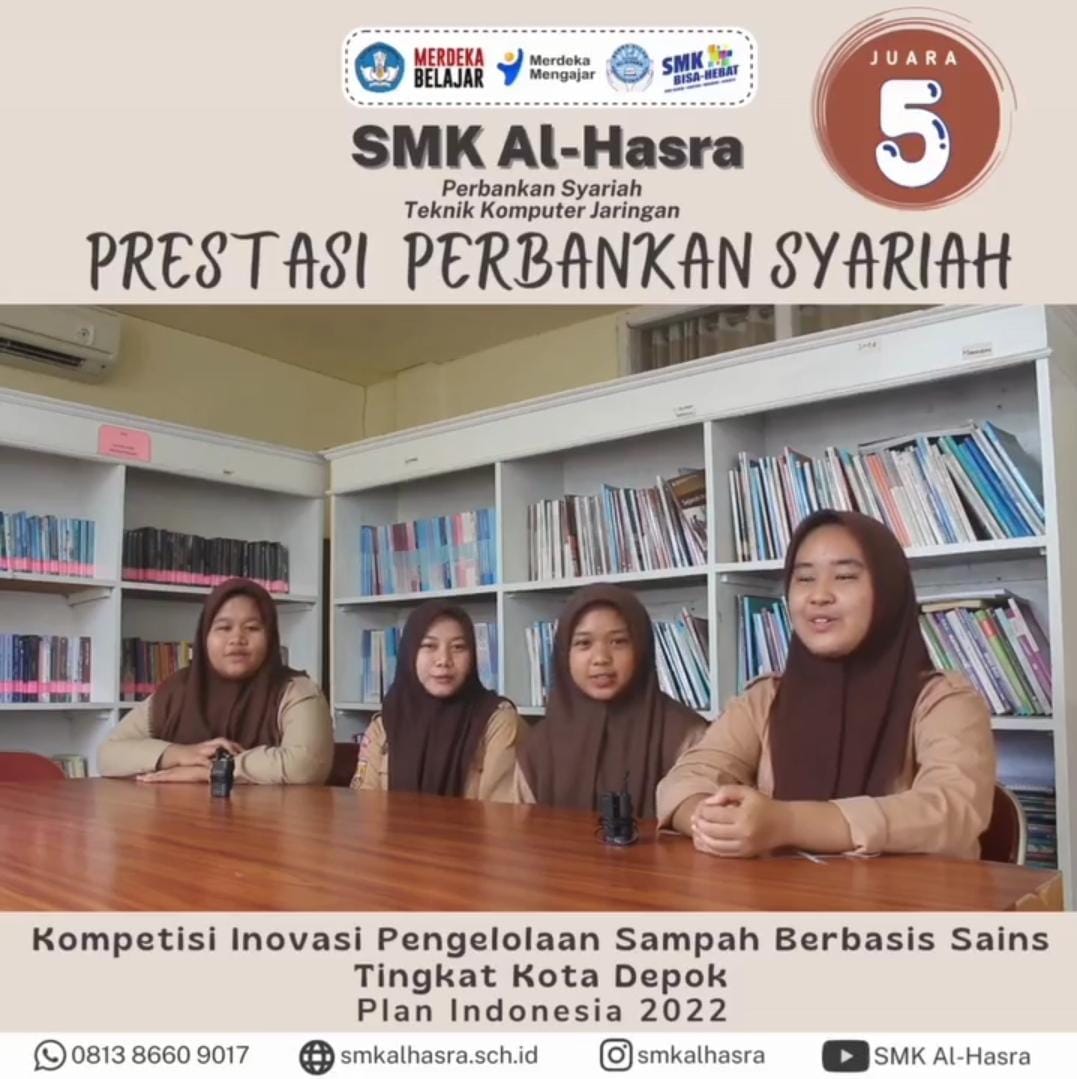 JUARA
5
MERDEKA
BELAJAR
Merdeka
Mengajar
SMK
BISA-HEBAT
SMK Al-Hasra
Perbankan Syariah
Teknik Komputer Jaringan
PRESTASI PERBANKAN SYARIAH
Kompetisi Inovasi Pengelolaan Sampah Berbasis Sains
Tingkat Kota Depok
Plan Indonesia 2022
0813 8660 9017
smkalhasra.sch.id
smkalhasra
SMK Al-Hasra